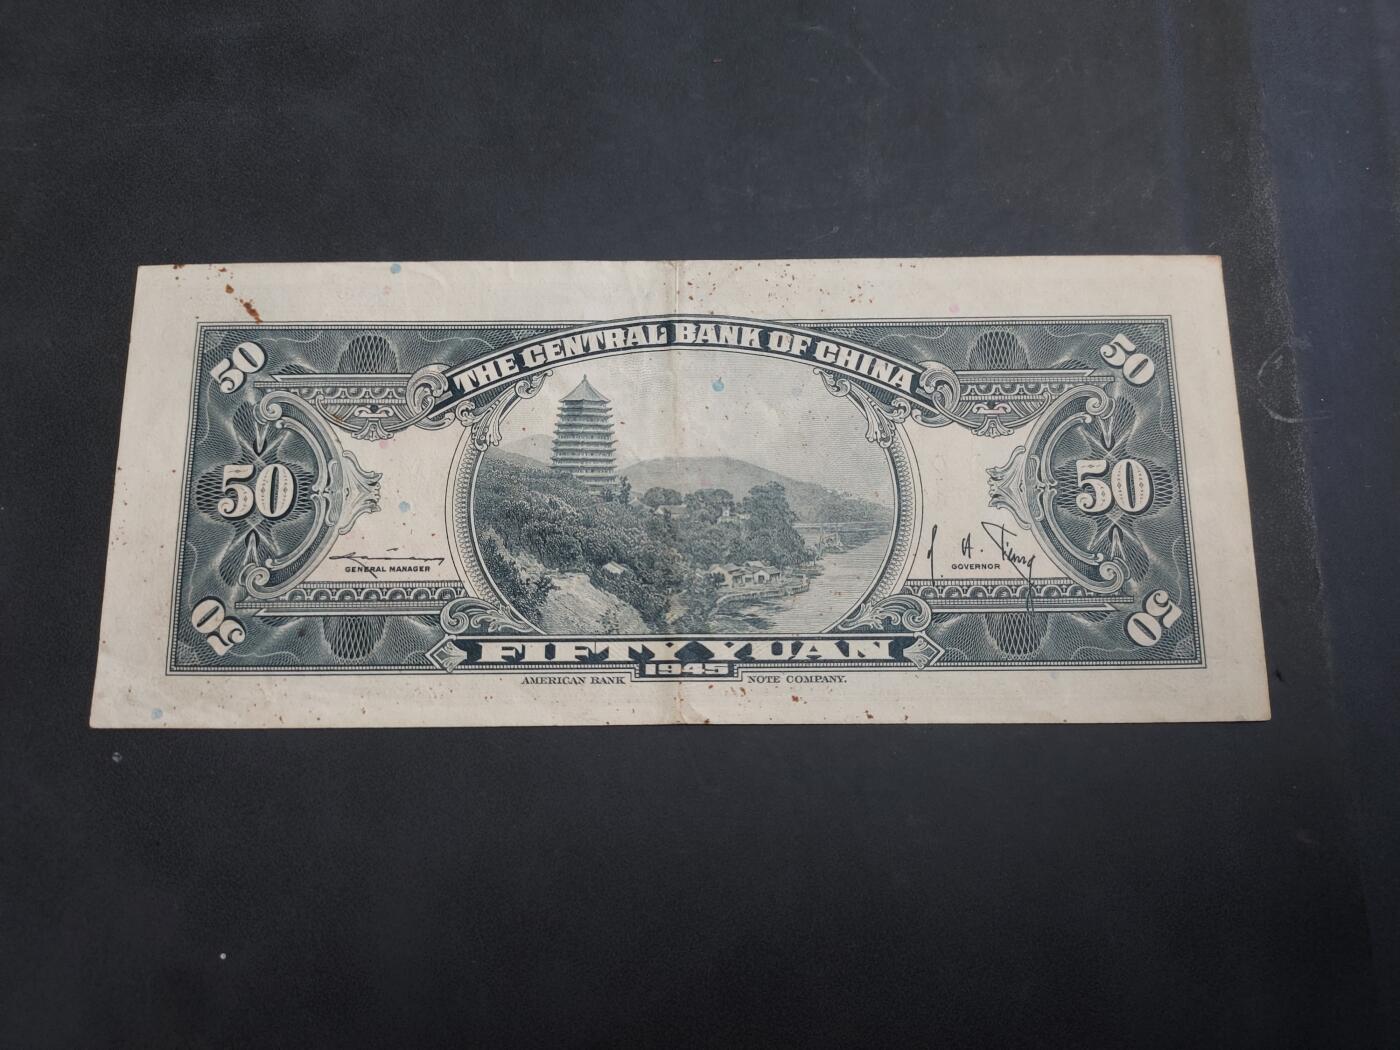 THE CENTRAL BANK OF CHINA
50 50
50 50
GENERAL MANAGER
GOVERNOR
50 50
FIFTY YUAN
1945
AMERICAN BANK NOTE COMPANY.